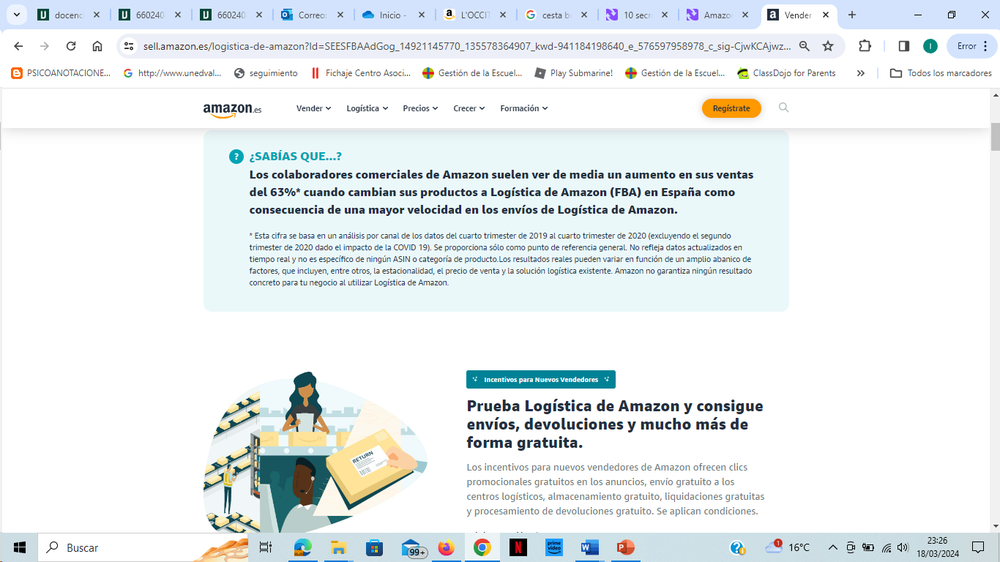 docenc
660240
660240
Correo:
Inicio -
L'OCCIT
cesta b
10 secr
Amazo
Vender
sell.amazon.es/logistica-de-amazon?Id=SEESFBAAdGog_14921145770_135578364907_kwd-941184198640_e_576597958978_c_sig-CjwKCAjwz...
Error
PSICOANOTACIONE...
http://www.unedval...
seguimiento
Fichaje Centro Asoci...
Gestión de la Escuel...
Play Submarine!
Gestión de la Escuel...
ClassDojo for Parents
Todos los marcadores
amazon.es
Vender
Logística
Precios
Crecer
Formación
Regístrate
¿SABÍAS QUE...?
Los colaboradores comerciales de Amazon suelen ver de media un aumento en sus ventas
del 63%* cuando cambian sus productos a Logística de Amazon (FBA) en España como
consecuencia de una mayor velocidad en los envíos de Logística de Amazon.
* Esta cifra se basa en un análisis por canal de los datos del cuarto trimester de 2019 al cuarto trimester de 2020 (excluyendo el segundo
trimester de 2020 dado el impacto de la COVID 19). Se proporciona sólo como punto de referencia general. No refleja datos actualizados en
tiempo real y no es específico de ningún ASIN o categoría de producto.Los resultados reales pueden variar en función de un amplio abanico de
factores, que incluyen, entre otros, la estacionalidad, el precio de venta y la solución logística existente. Amazon no garantiza ningún resultado
concreto para tu negocio al utilizar Logística de Amazon.
RETURN
Incentivos para Nuevos Vendedores
Prueba Logística de Amazon y consigue
envíos, devoluciones y mucho más de
forma gratuita.
Los incentivos para nuevos vendedores de Amazon ofrecen clics
promocionales gratuitos en los anuncios, envío gratuito a los
centros logísticos, almacenamiento gratuito, liquidaciones gratuitas
y procesamiento de devoluciones gratuito. Se aplican condiciones.
Buscar
99+
prime video
1
16°C
23:26
18/03/2024